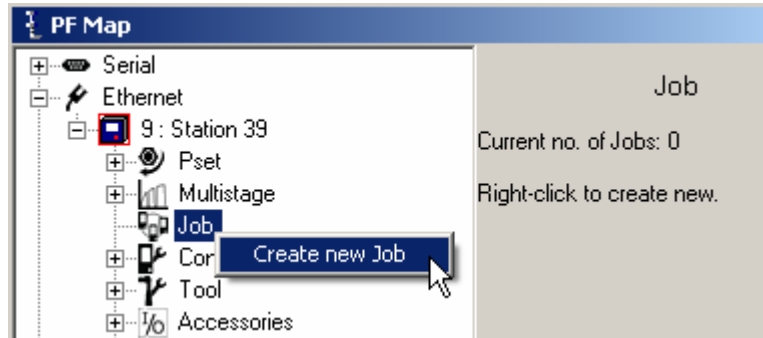 PF Map
Serial
Ethernet
9 : Station 39
Pset
Multistage
Job
Create new Job
Tool
I/o Accessories
Job
Current no. of Jobs: 0
Right-click to create new.